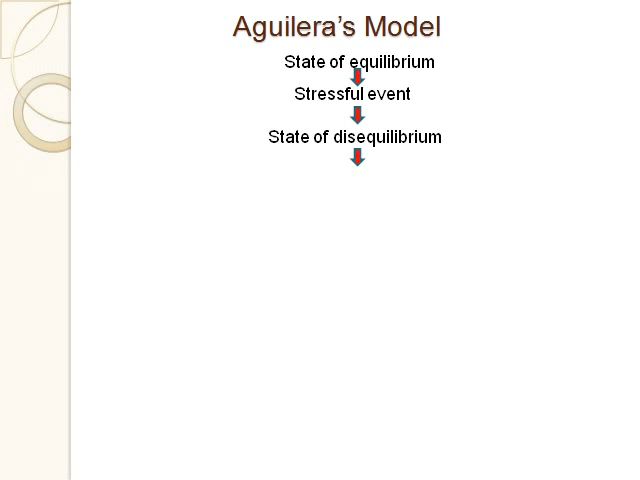 Aguilera’s Model
State of equilibrium
Stressful event
State of disequilibrium